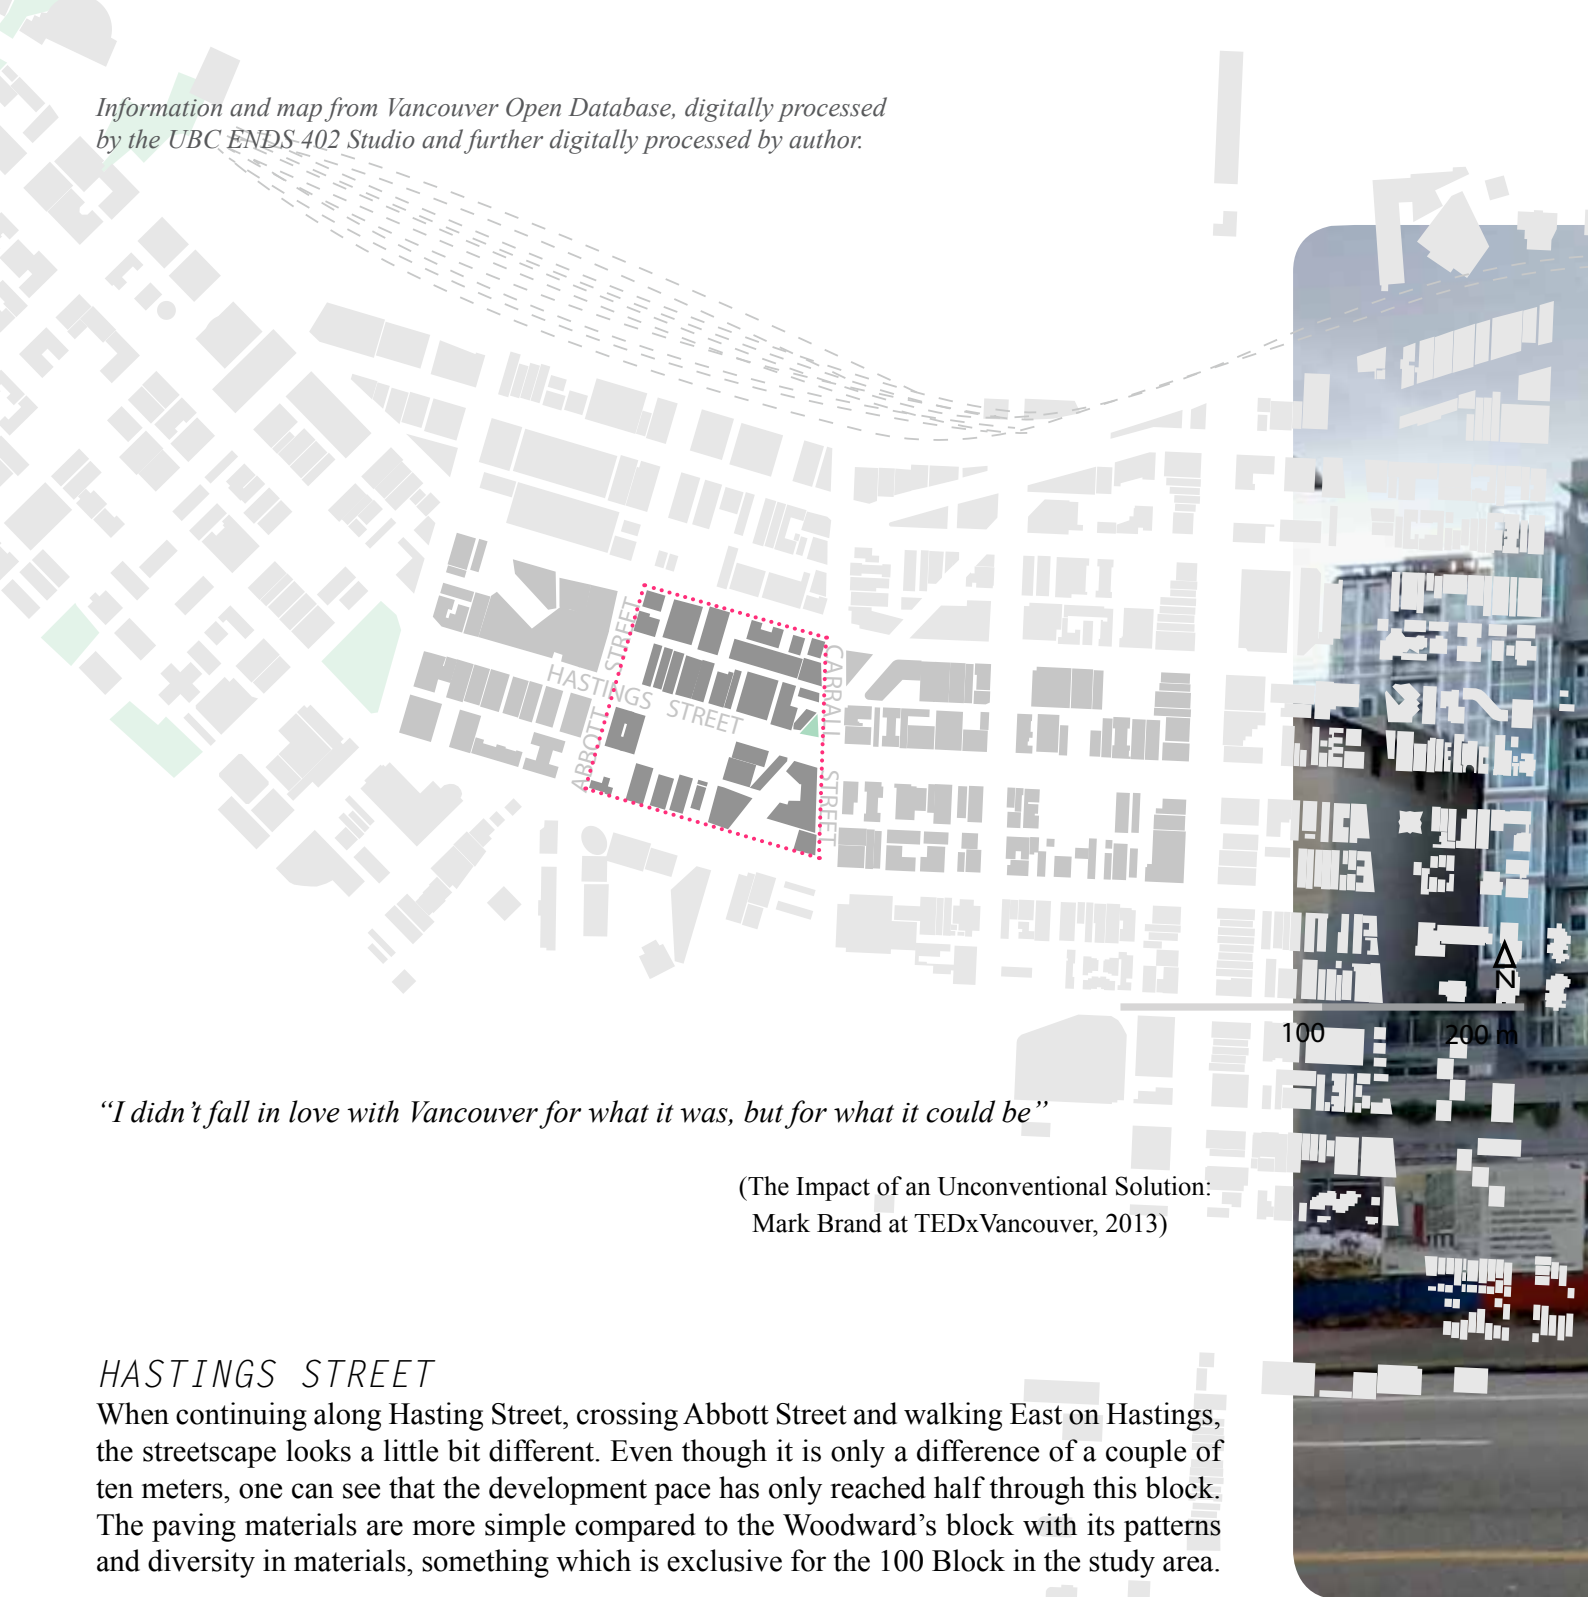 Information and map from Vancouver Open Database, digitally processed
by the UBC ENDS 402 Studio and further digitally processed by author.
ABBOTT STREET
HASTINGS STREET
CARRALL STREET
N
100 200 m
“I didn’t fall in love with Vancouver for what it was, but for what it could be”
(The Impact of an Unconventional Solution:
Mark Brand at TEDxVancouver, 2013)
HASTINGS STREET
When continuing along Hasting Street, crossing Abbott Street and walking East on Hastings,
the streetscape looks a little bit different. Even though it is only a difference of a couple of
ten meters, one can see that the development pace has only reached half through this block.
The paving materials are more simple compared to the Woodward’s block with its patterns
and diversity in materials, something which is exclusive for the 100 Block in the study area.